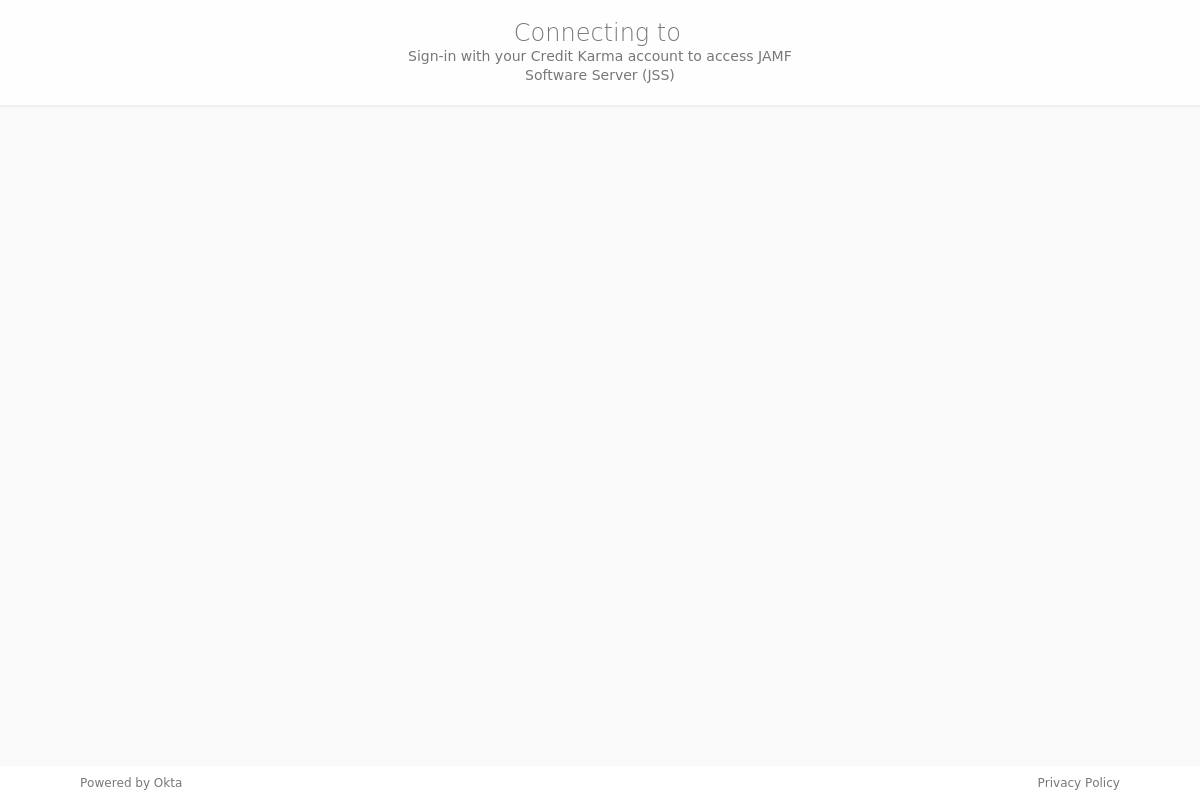 Connecting to
Sign-in with your Credit Karma account to access JAMF
Software Server (JSS)
Powered by Okta
Privacy Policy